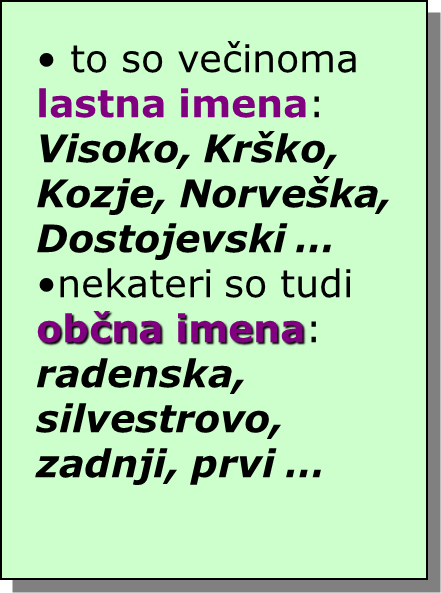 • to so večinoma
lastna imena:
Visoko, Krško,
Kozje, Norveška,
Dostojevski …
•nekateri so tudi
občna imena:
radenska,
silvestrovo,
zadnji, prvi …